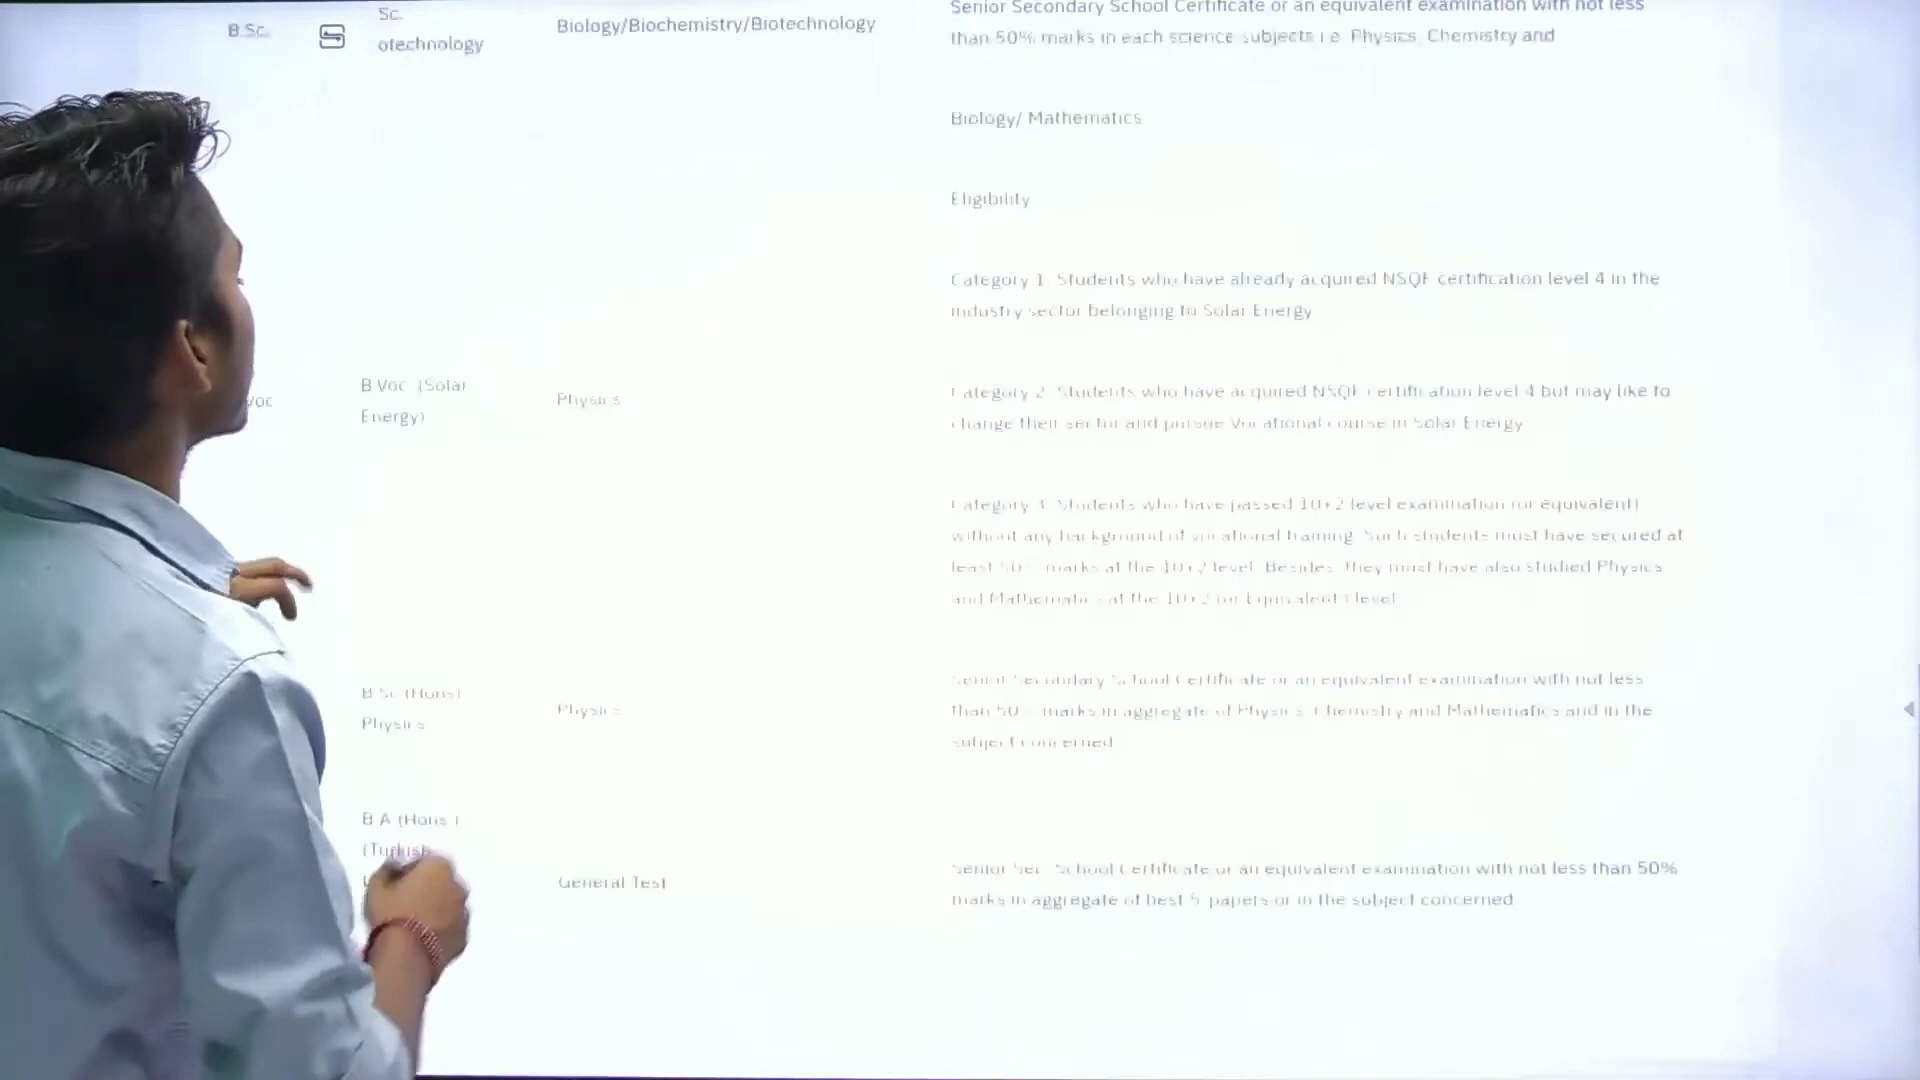 B.Sc.
Sc.
otechnology
Biology/Biochemistry/Biotechnology
Senior Secondary School Certificate or an equivalent examination with not less
than 50% marks in each science subjects i.e. Physics, Chemistry and
Biology/ Mathematics.
Eligibility
Category 1. Students who have already acquired NSQF certification level 4 in the
industry sector belonging to Solar Energy
Voc
B.Voc. (Solar
Energy)
Physics
Category 2. Students who have acquired NSQF certification level 4 but may like to
change their sector and pursue Vocational course in Solar Energy
Category 3. Students who have passed 10+2 level examination (or equivalent)
without any background of vocational training. Such students must have secured at
least 50% marks at the 10+2 level. Besides, they must have also studied Physics
and Mathematics at the 10+2 (or Equivalent) level.
B.Sc (Hons)
Physics
Physics
Senior Secondary School Certificate or an equivalent examination with not less
than 50% marks in aggregate of Physics, Chemistry and Mathematics and in the
subject concerned.
B.A (Hons.)
(Turkish
General Test
Senior Sec. School Certificate or an equivalent examination with not less than 50%
marks in aggregate of best 5 papers or in the subject concerned.